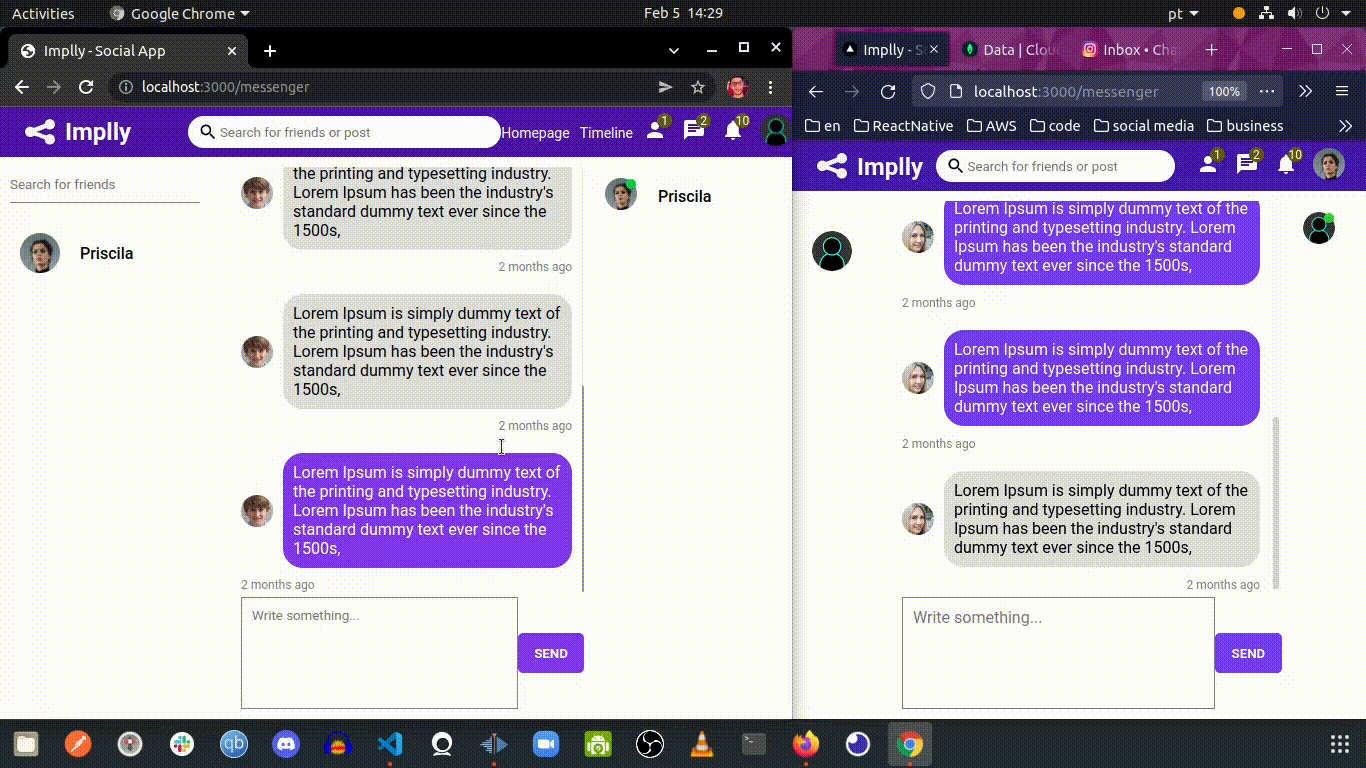 Activities
Google Chrome
Feb 5 14:29
pt
Implly - Social App
localhost:3000/messenger
Implly
Search for friends or post
Homepage
Timeline
1
2
10
Search for friends
Priscila
the printing and typesetting industry.
Lorem Ipsum has been the industry's
standard dummy text ever since the
1500s,
2 months ago
Lorem Ipsum is simply dummy text of
the printing and typesetting industry.
Lorem Ipsum has been the industry's
standard dummy text ever since the
1500s,
2 months ago
Lorem Ipsum is simply dummy text of
the printing and typesetting industry.
Lorem Ipsum has been the industry's
standard dummy text ever since the
1500s,
2 months ago
Write something...
SEND
Priscila
Implly - S
Data | Clou
Inbox • Cha
localhost:3000/messenger
100%
en
ReactNative
AWS
code
social media
business
Implly
Search for friends or post
1
2
10
Lorem Ipsum is simply dummy text of the
printing and typesetting industry. Lorem
Ipsum has been the industry's standard
dummy text ever since the 1500s,
2 months ago
Lorem Ipsum is simply dummy text of the
printing and typesetting industry. Lorem
Ipsum has been the industry's standard
dummy text ever since the 1500s,
2 months ago
Lorem Ipsum is simply dummy text of the
printing and typesetting industry. Lorem
Ipsum has been the industry's standard
dummy text ever since the 1500s,
2 months ago
Write something...
SEND
qb